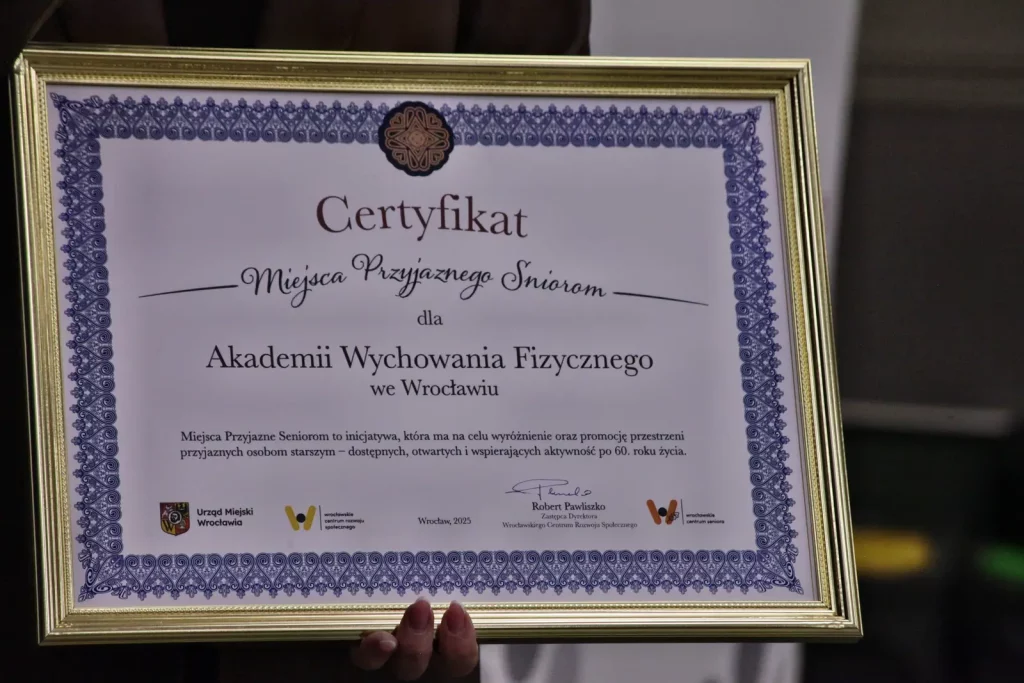 Certyfikat
Miejsca Przyjaznego Sniorom
dla
Akademii Wychowania Fizycznego
we Wrocławiu
Miejsca Przyjazne Seniorom to inicjatywa, która ma na celu wyróżnienie oraz promocję przestrzeni
przyjaznych osobom starszym – dostępnych, otwartych i wspierających aktywność po 60. roku życia.
Urząd Miejski
Wrocławia
wrocławskie
centrum rozwoju
społecznego
Wrocław, 2025
Robert Pawliszko
Zastępca Dyrektora
Wrocławskiego Centrum Rozwoju Społecznego
wrocławskie
centrum seniora